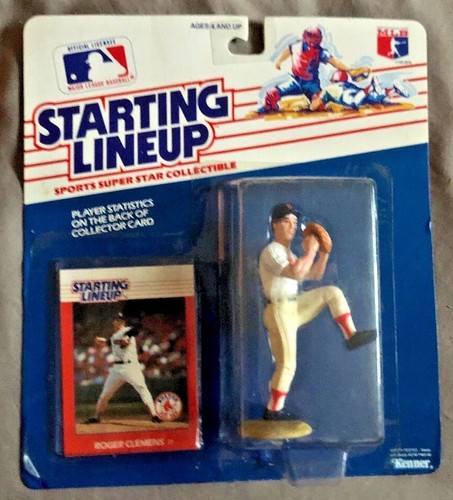 AGES 4 AND UP
OFFICIAL LICENSEE
MAJOR LEAGUE BASEBALL
STARTING
LINEUP
SPORTS SUPER STAR COLLECTIBLE
PLAYER STATISTICS
ON THE BACK OF
COLLECTOR CARD
STARTING
LINEUP
ROGER CLEMENS
Kenner